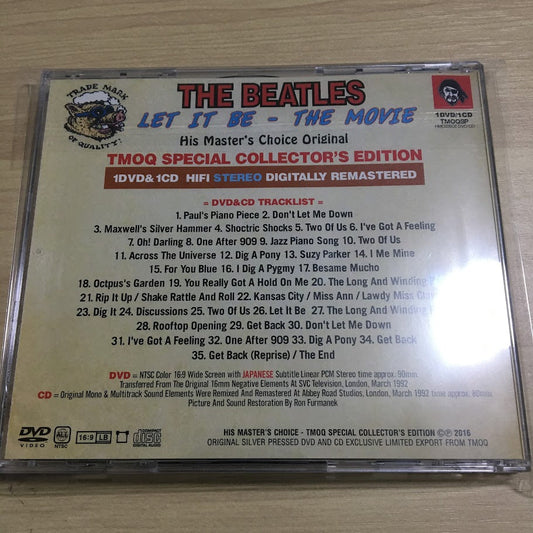 TRADE MARK
OF QUALITY!
THE BEATLES
LET IT BE - THE MOVIE
His Master's Choice Original
TMOQ SPECIAL COLLECTOR'S EDITION
1DVD&1CD HIFI STEREO DIGITALLY REMASTERED
1DVD/1CD
= DVD&CD TRACKLIST =
1. Paul's Piano Piece 2. Don't Let Me Down
3. Maxwell's Silver Hammer 4. Shoctric Shocks 5. Two Of Us 6. I've Got A Feeling
7. Oh! Darling 8. One After 909 9. Jazz Piano Song 10. Two Of Us
11. Across The Universe 12. Dig A Pony 13. Suzy Parker 14. I Me Mine
15. For You Blue 16. I Dig A Pygmy 17. Besame Mucho
18. Octpus's Garden 19. You Really Got A Hold On Me 20. The Long And Winding
21. Rip It Up / Shake Rattle And Roll 22. Kansas City / Miss Ann / Lawdy Miss
23. Dig It 24. Discussions 25. Two Of Us 26. Let It Be 27. The Long And Winding
28. Rooftop Opening 29. Get Back 30. Don't Let Me Down
31. I've Got A Feeling 32. One After 909 33. Dig A Pony 34. Get Back
35. Get Back (Reprise) / The End
DVD = NTSC Color 16:9 Wide Screen with JAPANESE Subtitle Linear PCM Stereo time approx. 90min.
Transferred From The Original 16mm Negative Elements At SVC Television, London, March 1992
CD = Original Mono & Multitrack Sound Elements Were Remixed And Remastered At Abbey Road Studios, London, March 1992 time approx. 80min.
Picture And Sound Restoration By Ron Furmanek
DVD VIDEO
ALL NTSC
16:9 LB
COMPACT disc DIGITAL AUDIO
HIS MASTER'S CHOICE - TMOQ SPECIAL COLLECTOR'S EDITION ©Ⓟ 2016
ORIGINAL SILVER PRESSED DVD AND CD EXCLUSIVE LIMITED EXPORT FROM TMOQ